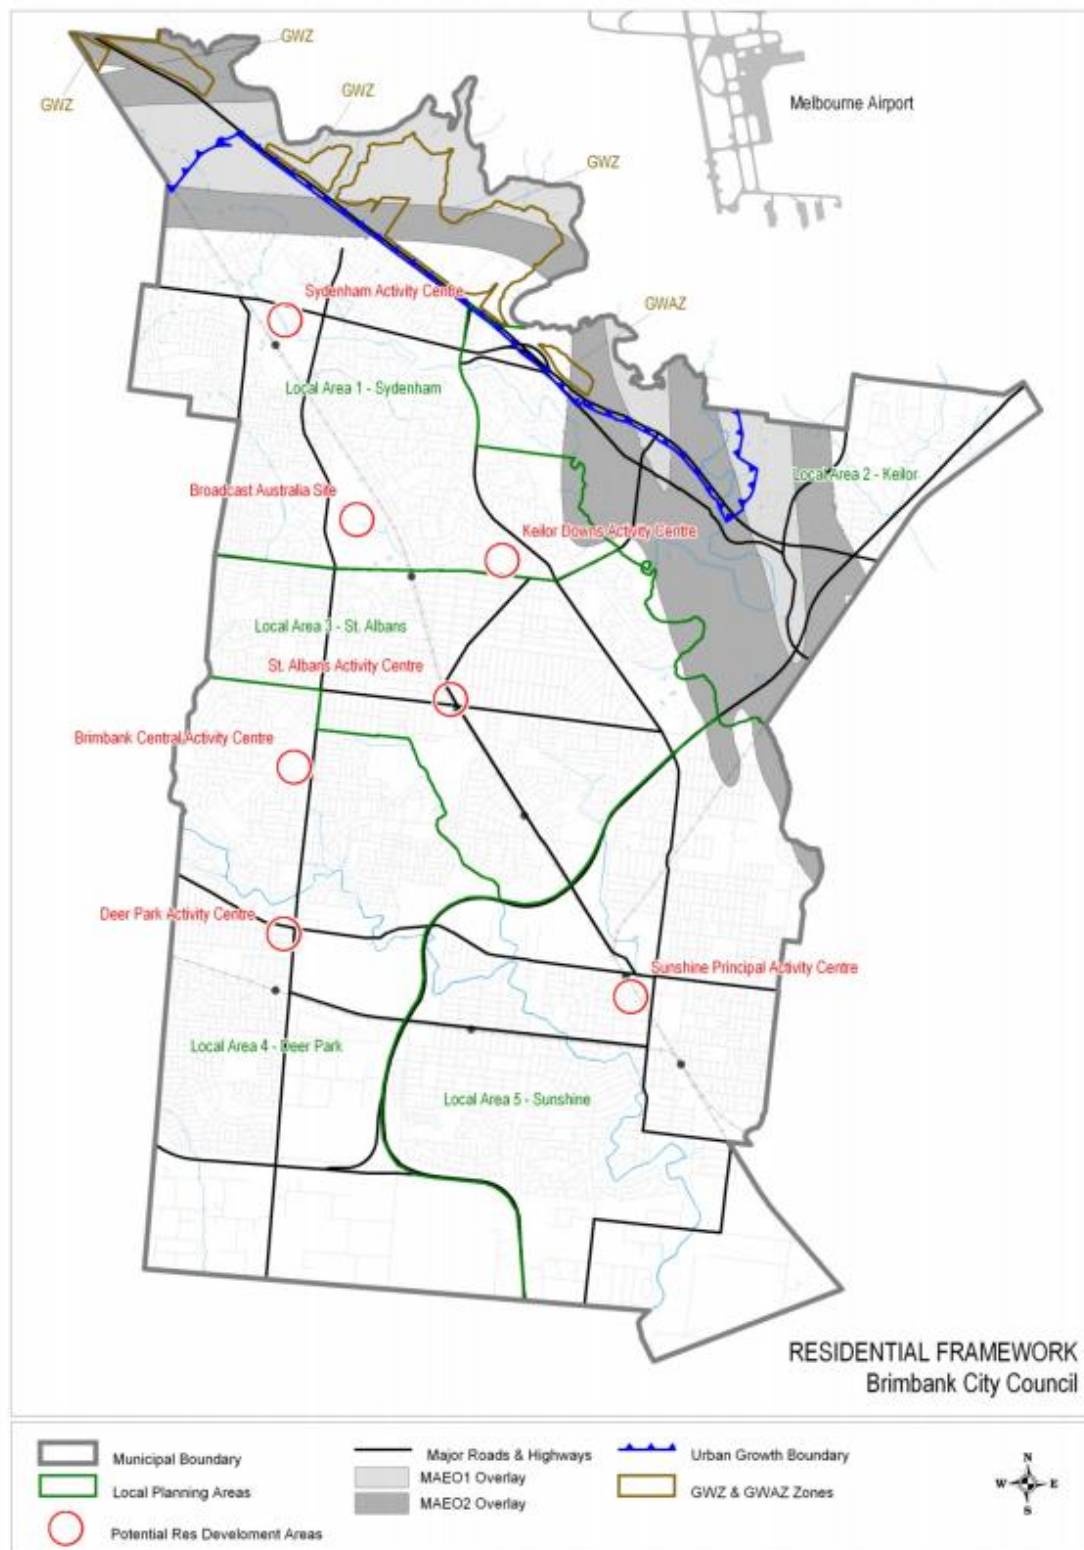 GWZ
GWZ
GWZ
Melbourne Airport
GWZ
GWAZ
Sydenham Activity Centre
Local Area 1 - Sydenham
Local Area 2 - Keilor
Broadcast Australia Site
Keilor Downs Activity Centre
Local Area 3 - St. Albans
St. Albans Activity Centre
Brimbank Central Activity Centre
Deer Park Activity Centre
Sunshine Principal Activity Centre
Local Area 4 - Deer Park
Local Area 5 - Sunshine
RESIDENTIAL FRAMEWORK
Brimbank City Council
Municipal Boundary
Local Planning Areas
Potential Res Develoment Areas
Major Roads & Highways
MAEO1 Overlay
MAEO2 Overlay
Urban Growth Boundary
GWZ & GWAZ Zones
N
W E
S